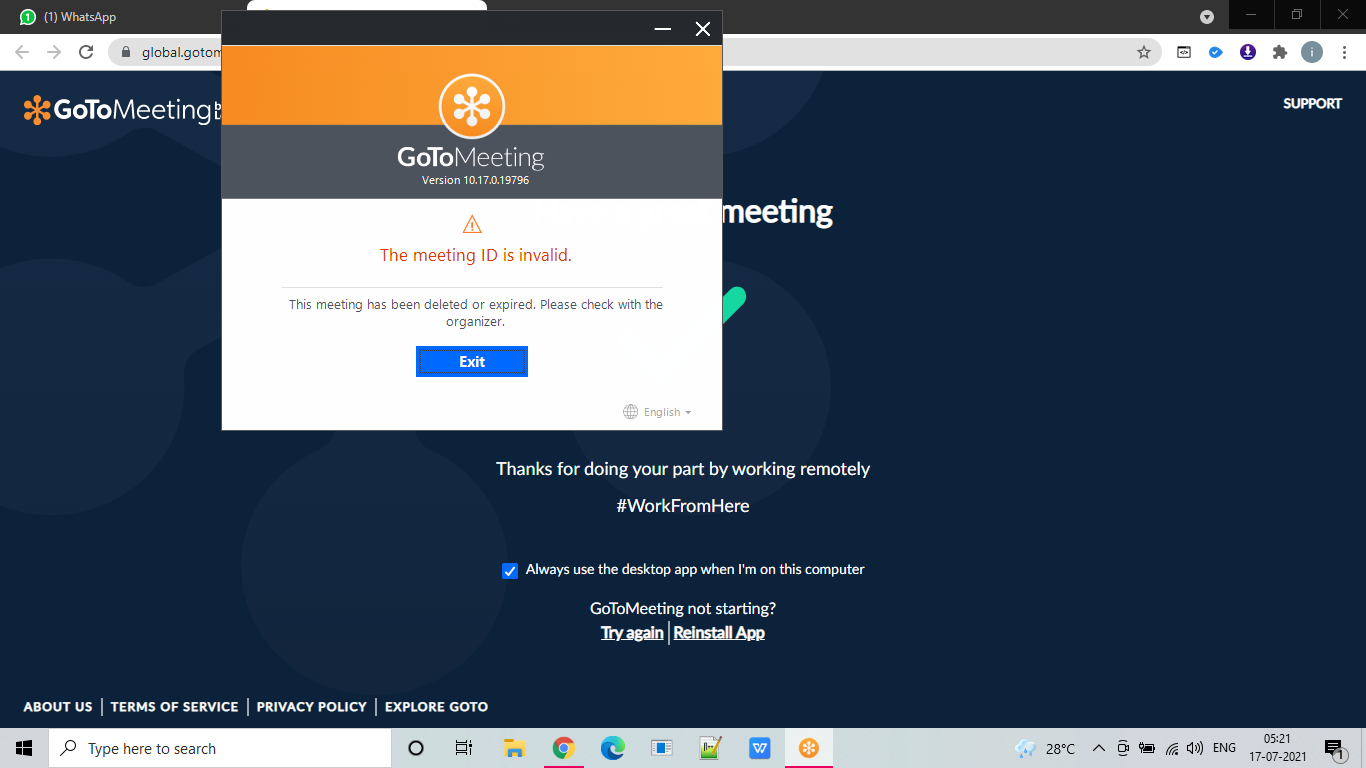 (1) WhatsApp
global.gotom
GoToMeeting
SUPPORT
GoToMeeting
Version 10.17.0.19796
meeting
The meeting ID is invalid.
This meeting has been deleted or expired. Please check with the
organizer.
Exit
English
Thanks for doing your part by working remotely
#WorkFromHere
Always use the desktop app when I'm on this computer
GoToMeeting not starting?
Try again | Reinstall App
ABOUT US | TERMS OF SERVICE | PRIVACY POLICY | EXPLORE GOTO
Type here to search
28°C
ENG
05:21
17-07-2021
1